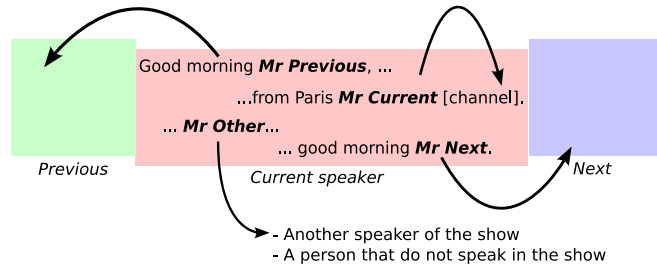 Good morning Mr Previous, ...
...from Paris Mr Current [channel].
... Mr Other...
... good morning Mr Next.
Previous
Current speaker
Next
- Another speaker of the show
- A person that do not speak in the show